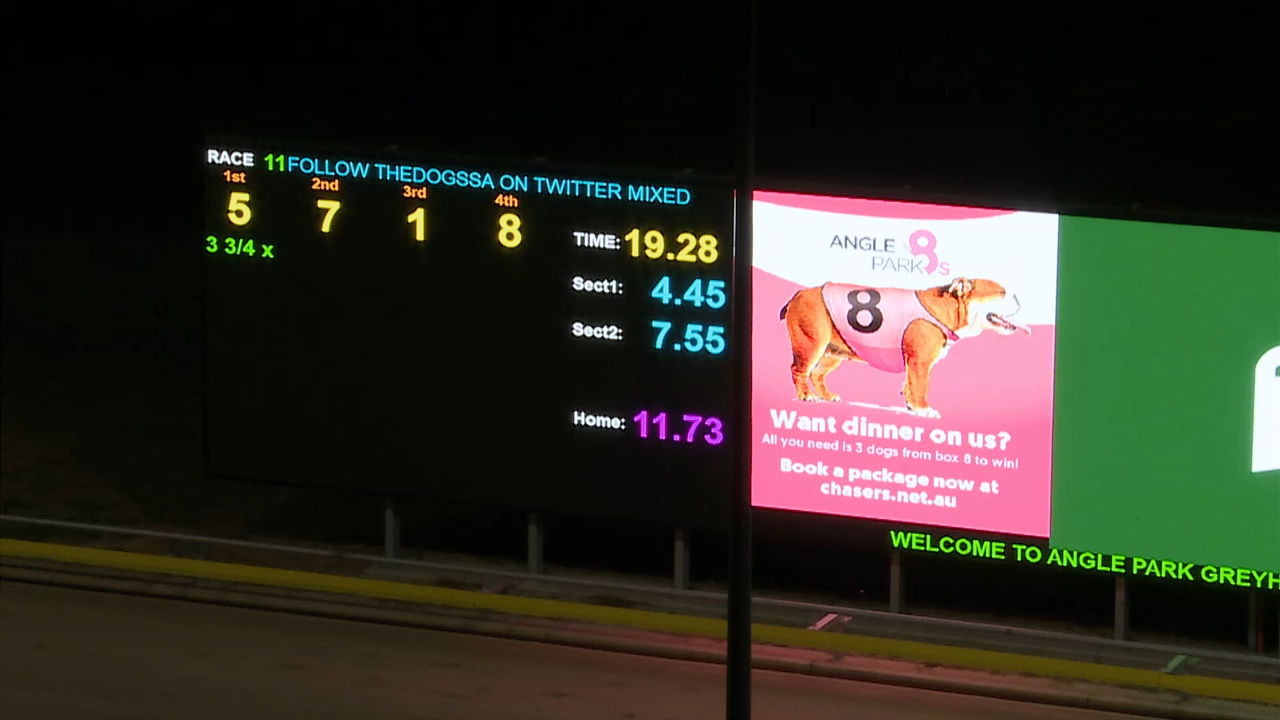 RACE 11FOLLOW THEDOGSSA ON TWITTER MIXED
1st 2nd 3rd 4th
5 7 1 8
3 3/4 x
TIME: 19.28
Sect1: 4.45
Sect2: 7.55
Home: 11.73
ANGLE
PARK 8s
8
Want dinner on us?
All you need is 3 dogs from box 8 to win!
Book a package now at
chasers.net.au
WELCOME TO ANGLE PARK GREYH